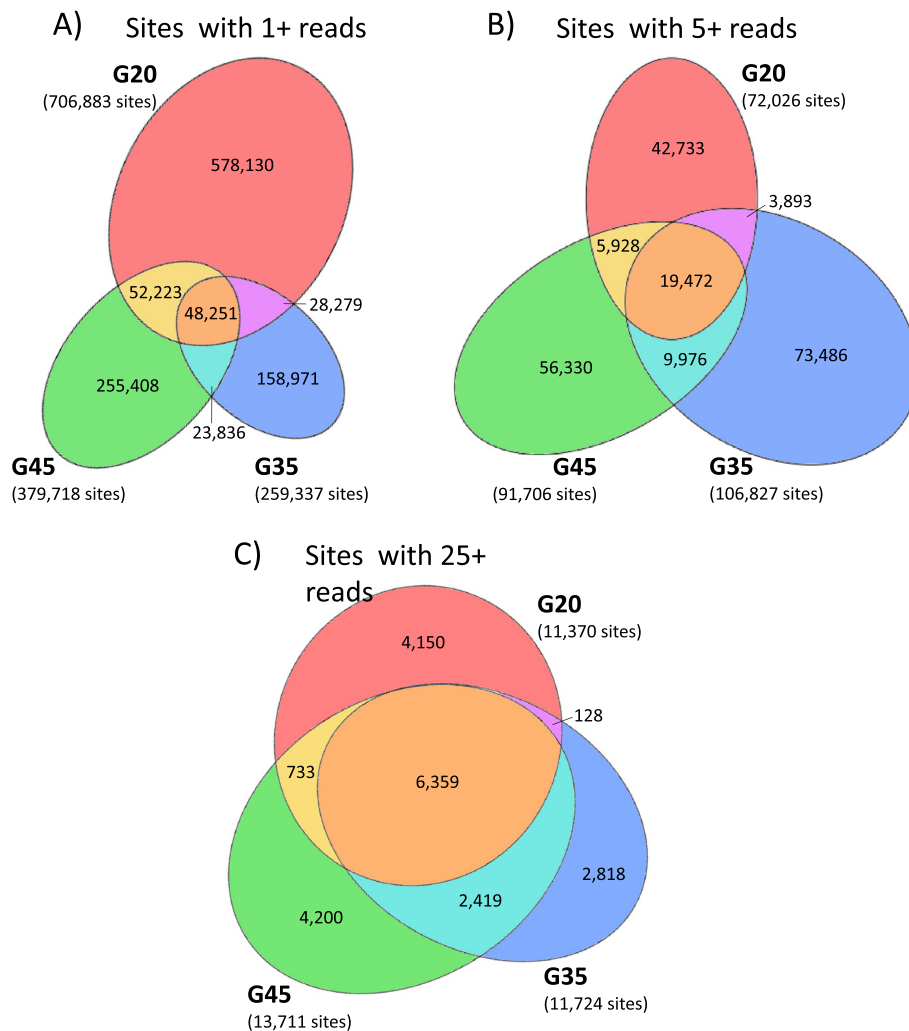 A) Sites with 1+ reads
G20
(706,883 sites)
578,130
52,223
48,251
28,279
255,408
158,971
23,836
G45
(379,718 sites)
G35
(259,337 sites)
B) Sites with 5+ reads
G20
(72,026 sites)
42,733
3,893
5,928
19,472
56,330
9,976
73,486
G45
(91,706 sites)
G35
(106,827 sites)
C) Sites with 25+
reads
G20
(11,370 sites)
4,150
128
733
6,359
2,818
2,419
4,200
G35
(11,724 sites)
G45
(13,711 sites)